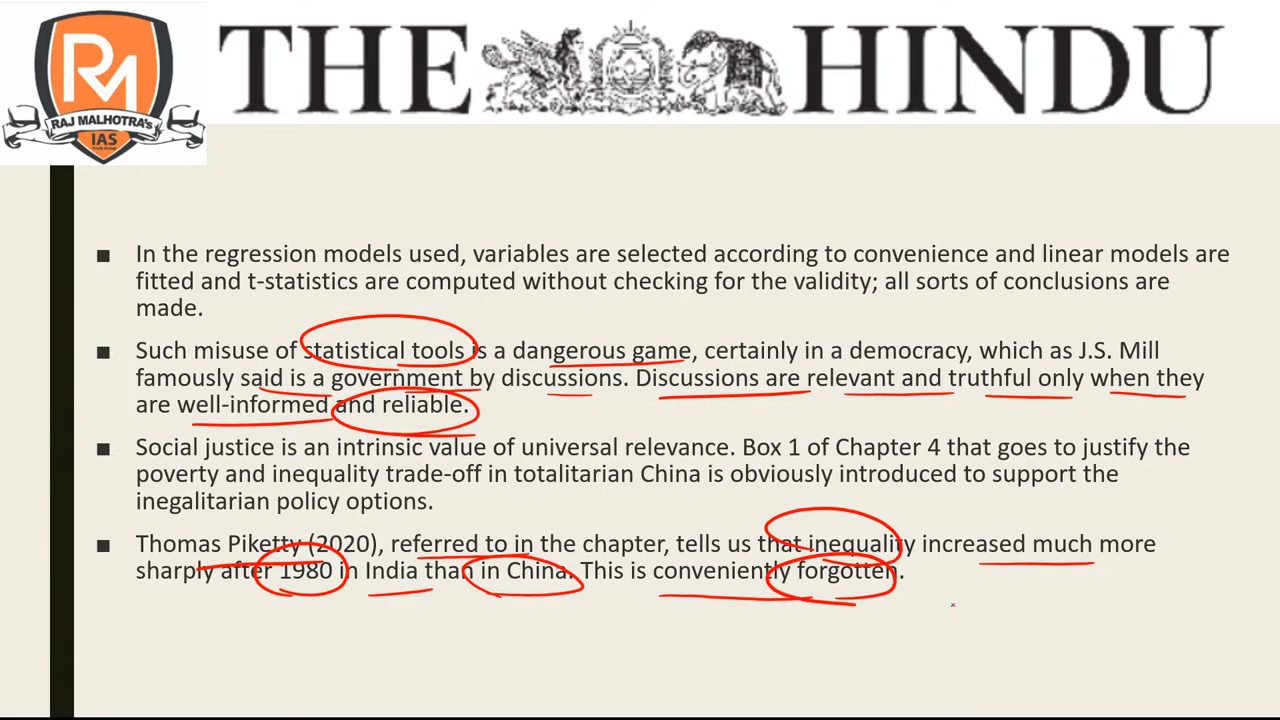 RM
RAJ MALHOTRA's
IAS
THE HINDU
■ In the regression models used, variables are selected according to convenience and linear models are
fitted and t-statistics are computed without checking for the validity; all sorts of conclusions are
made.
■ Such misuse of statistical tools is a dangerous game, certainly in a democracy, which as J.S. Mill
famously said is a government by discussions. Discussions are relevant and truthful only when they
are well-informed and reliable.
■ Social justice is an intrinsic value of universal relevance. Box 1 of Chapter 4 that goes to justify the
poverty and inequality trade-off in totalitarian China is obviously introduced to support the
inegalitarian policy options.
■ Thomas Piketty (2020), referred to in the chapter, tells us that inequality increased much more
sharply after 1980 in India than in China. This is conveniently forgotten.